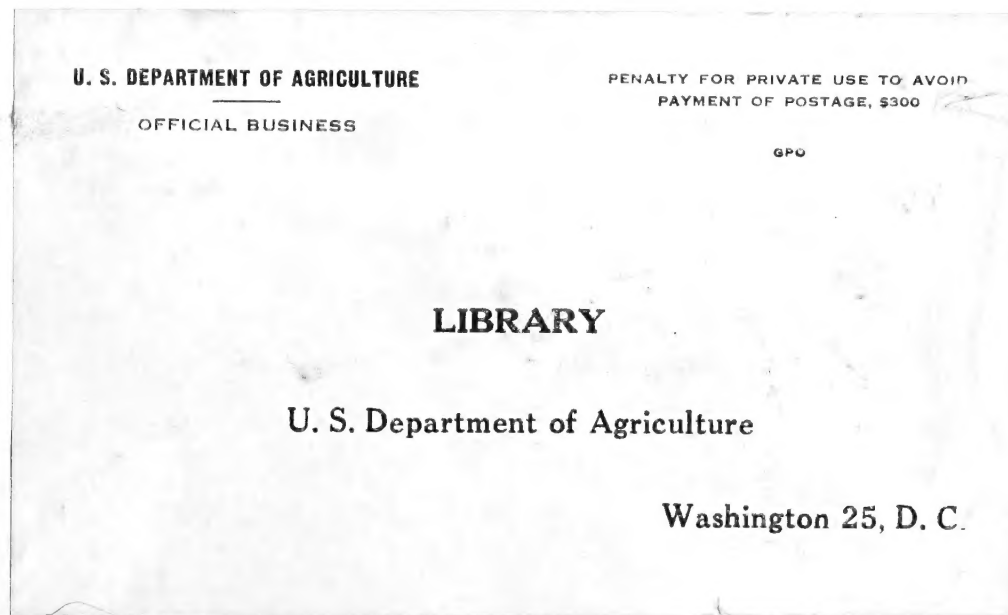 U. S. DEPARTMENT OF AGRICULTURE
OFFICIAL BUSINESS
PENALTY FOR PRIVATE USE TO AVOID
PAYMENT OF POSTAGE, $300
GPO
LIBRARY
U. S. Department of Agriculture
Washington 25, D. C.